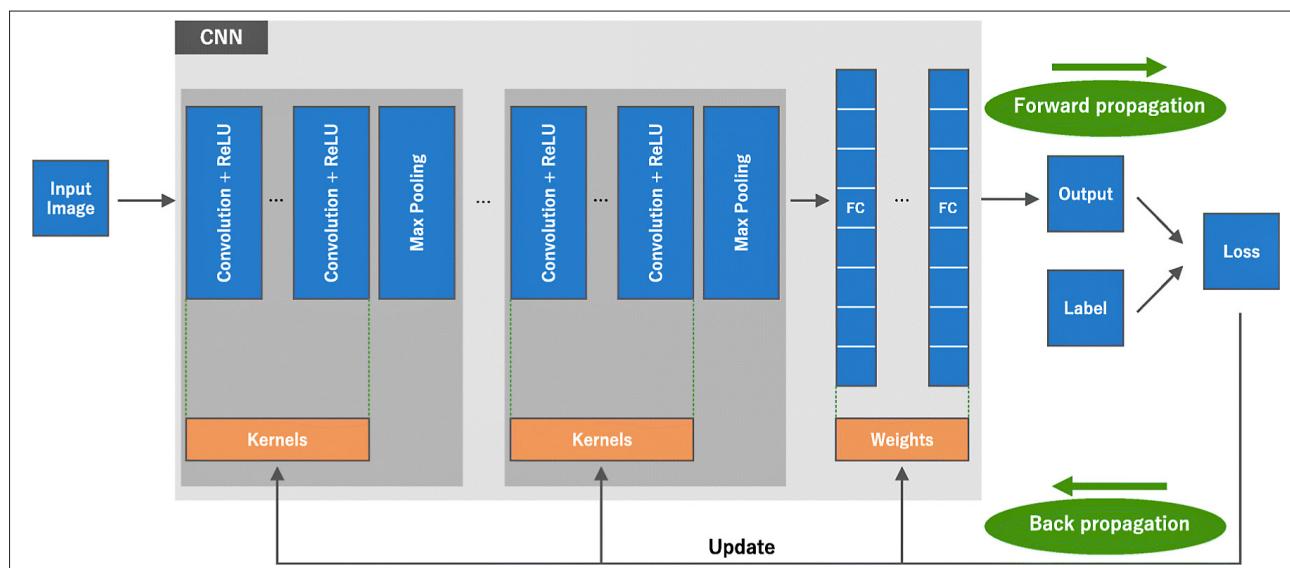 CNN
Forward propagation
Input
Image
Convolution + ReLU
...
Convolution + ReLU
Max Pooling
...
Convolution + ReLU
...
Convolution + ReLU
Max Pooling
FC
...
FC
Output
Label
Loss
Kernels
Kernels
Weights
Back propagation
Update